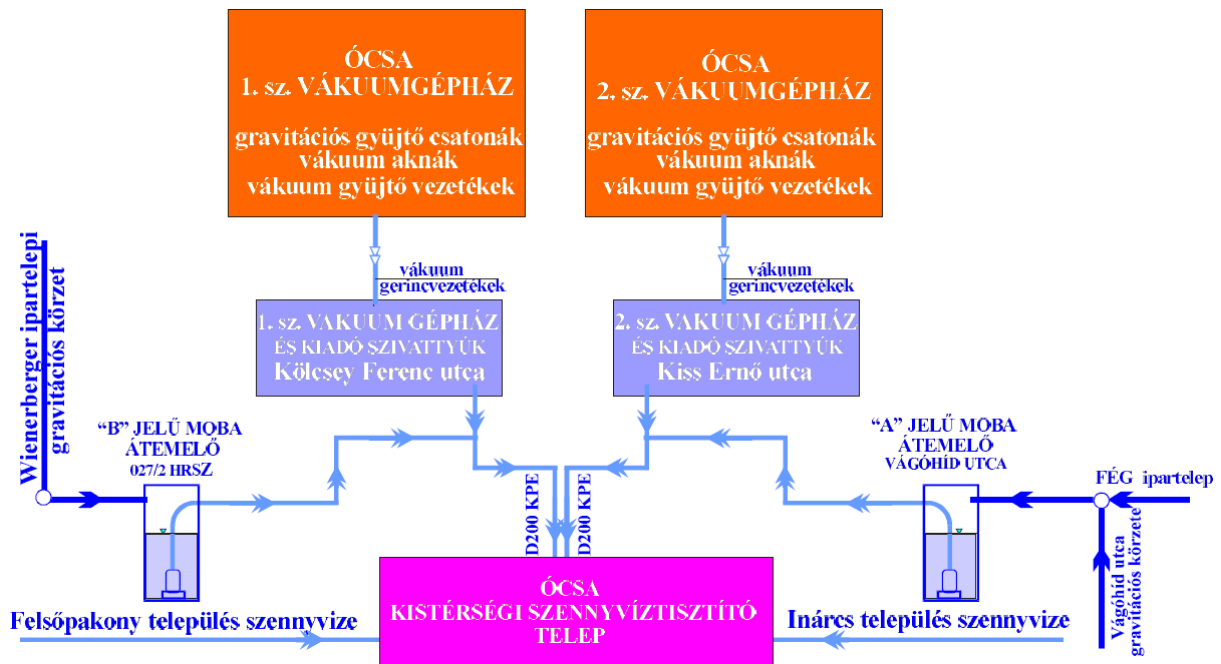 ÓCSA
1. sz. VÁKUUMGÉPHÁZ
gravitációs gyüjtő csatonák
vákuum aknák
vákuum gyüjtő vezetékek
ÓCSA
2. sz. VÁKUUMGÉPHÁZ
gravitációs gyüjtő csatonák
vákuum aknák
vákuum gyüjtő vezetékek
vákuum
gerincvezetékek
vákuum
gerincvezetékek
Wienerberger ipartelepi
gravitációs körzet
1. sz. VAKUUM GÉPHÁZ
ÉS KIADÓ SZIVATTYÚK
Kölcsey Ferenc utca
2. sz. VAKUUM GÉPHÁZ
ÉS KIADÓ SZIVATTYÚK
Kiss Ernő utca
“B” JELŰ MOBA
ÁTEMELŐ
027/2 HRSZ
“A” JELŰ MOBA
ÁTEMELŐ
VÁGÓHÍD UTCA
FÉG ipartelep
D200 KPE
D200 KPE
Vágóhíd utca
gravitációs körzete
ÓCSA
KISTÉRSÉGI SZENNYVÍZTISZTÍTÓ
TELEP
Felsőpakony település szennyvize
Inárcs település szennyvize